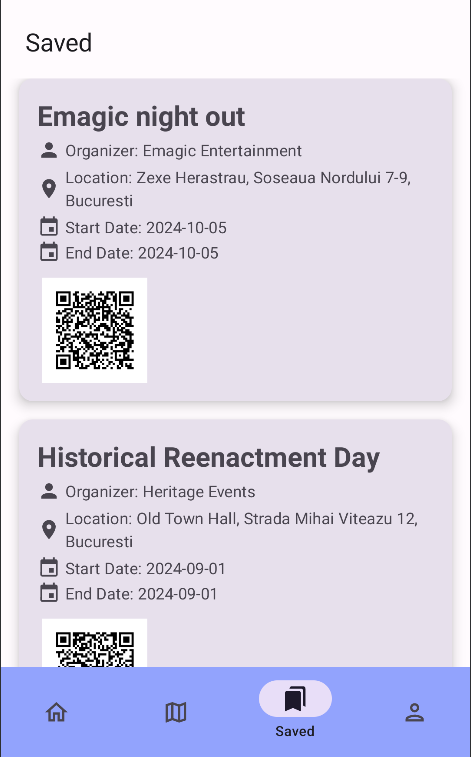 Saved
Emagic night out
Organizer: Emagic Entertainment
Location: Zexe Herastrau, Soseaua Nordului 7-9,
Bucuresti
Start Date: 2024-10-05
End Date: 2024-10-05
Historical Reenactment Day
Organizer: Heritage Events
Location: Old Town Hall, Strada Mihai Viteazu 12,
Bucuresti
Start Date: 2024-09-01
End Date: 2024-09-01
Saved